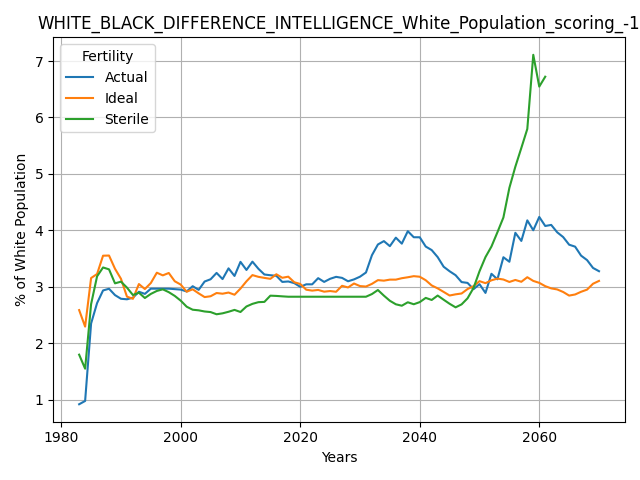 WHITE_BLACK_DIFFERENCE_INTELLIGENCE_White_Population_scoring_-1
Fertility
Actual
Ideal
Sterile
% of White Population
7
6
5
4
3
2
1
1980 2000 2020 2040 2060
Years